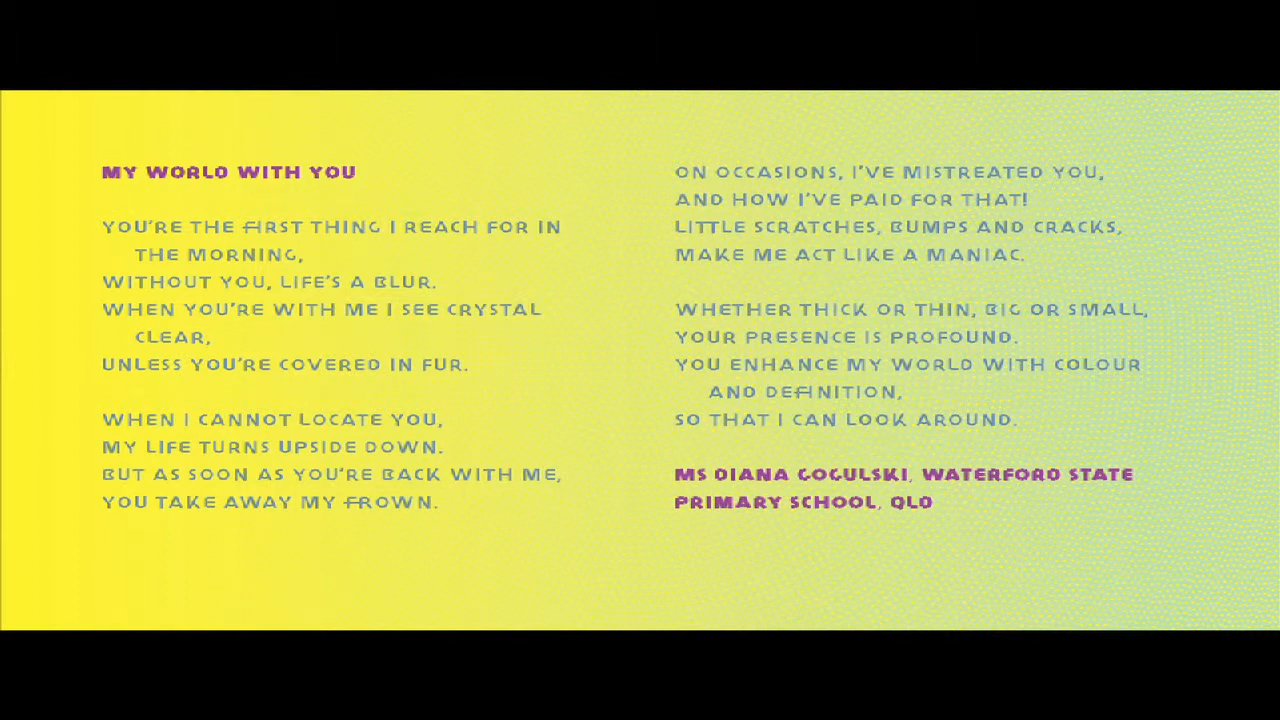 MY WORLD WITH YOU
YOU'RE THE FIRST THING I REACH FOR IN
THE MORNING,
WITHOUT YOU, LIFE'S A BLUR.
WHEN YOU'RE WITH ME I SEE CRYSTAL
CLEAR,
UNLESS YOU'RE COVERED IN FUR.
WHEN I CANNOT LOCATE YOU,
MY LIFE TURNS UPSIDE DOWN.
BUT AS SOON AS YOU'RE BACK WITH ME,
YOU TAKE AWAY MY FROWN.
ON OCCASIONS, I'VE MISTREATED YOU,
AND HOW I'VE PAID FOR THAT!
LITTLE SCRATCHES, BUMPS AND CRACKS,
MAKE ME ACT LIKE A MANIAC.
WHETHER THICK OR THIN, BIG OR SMALL,
YOUR PRESENCE IS PROFOUND.
YOU ENHANCE MY WORLD WITH COLOUR
AND DEFINITION,
SO THAT I CAN LOOK AROUND.
MS DIANA GOGULSKI, WATERFORD STATE
PRIMARY SCHOOL, QLD